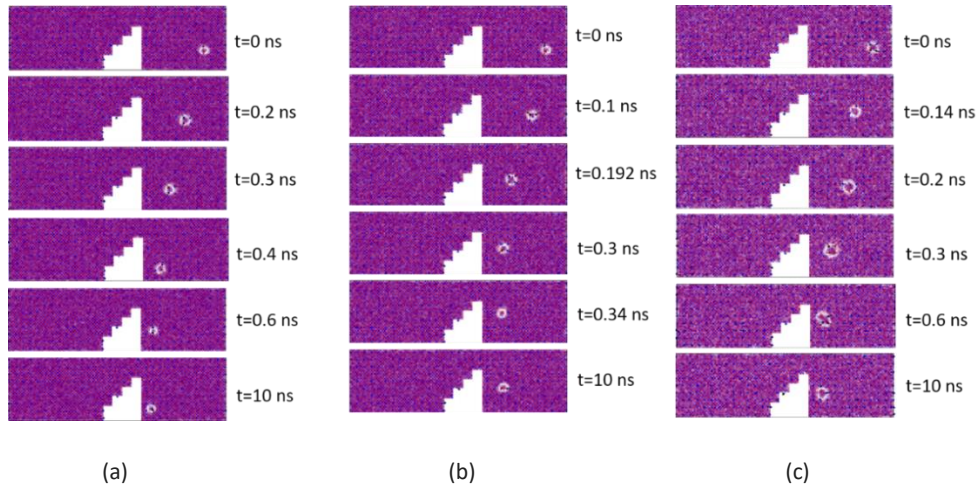 t=0 ns
t=0.2 ns
t=0.3 ns
t=0.4 ns
t=0.6 ns
t=10 ns
(a)
t=0 ns
t=0.1 ns
t=0.192 ns
t=0.3 ns
t=0.34 ns
t=10 ns
(b)
t=0 ns
t=0.14 ns
t=0.2 ns
t=0.3 ns
t=0.6 ns
t=10 ns
(c)